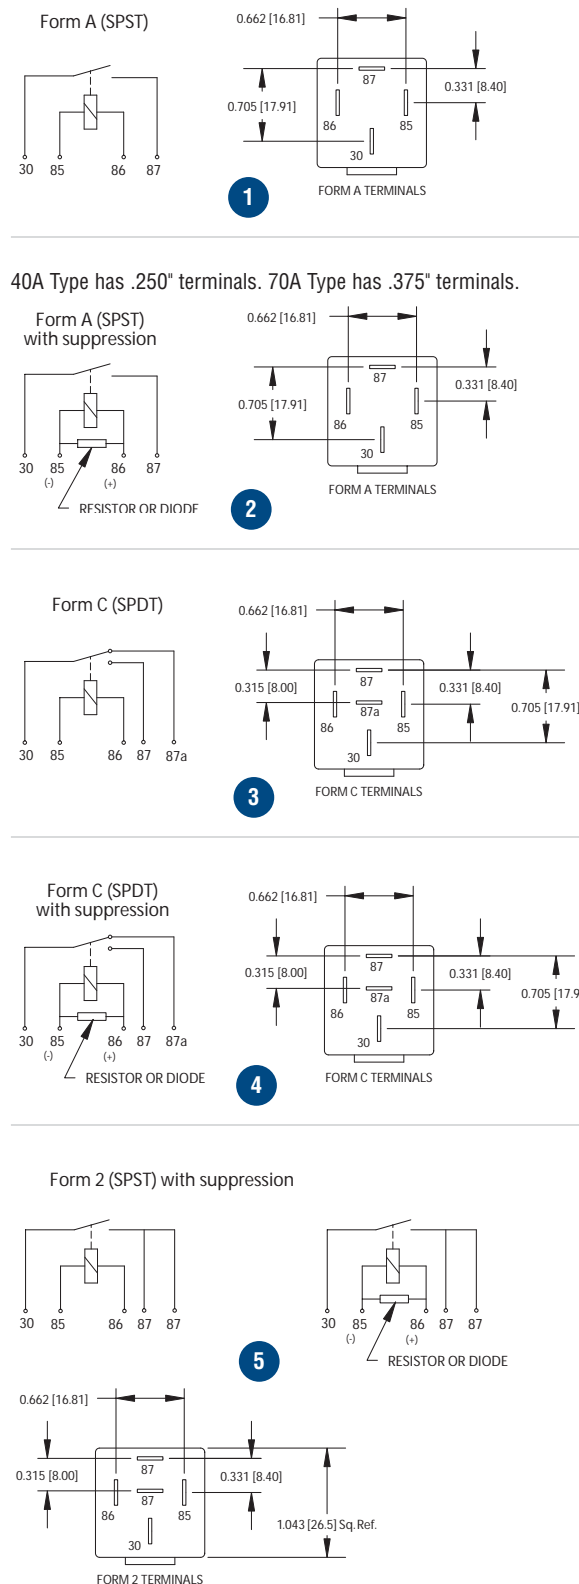 Form A (SPST)
0.662 [16.81]
87
0.331 [8.40]
0.705 [17.91]
86
85
30
30 85 86 87
FORM A TERMINALS
1
40A Type has .250" terminals. 70A Type has .375" terminals.
Form A (SPST)
with suppression
0.662 [16.81]
87
0.331 [8.40]
0.705 [17.91]
86
85
30
30 85 86 87
(-) (+)
RESISTOR OR DIODE
FORM A TERMINALS
2
Form C (SPDT)
0.662 [16.81]
87
0.315 [8.00]
0.331 [8.40]
0.705 [17.91]
86
87a
85
30
30 85 86 87 87a
FORM C TERMINALS
3
Form C (SPDT)
with suppression
0.662 [16.81]
87
0.315 [8.00]
0.331 [8.40]
0.705 [17.9
86
87a
85
30
30 85 86 87 87a
(-) (+)
RESISTOR OR DIODE
FORM C TERMINALS
4
Form 2 (SPST) with suppression
30 85 86 87 87
30 85 86 87 87
(-) (+)
RESISTOR OR DIODE
5
0.662 [16.81]
87
0.315 [8.00]
0.331 [8.40]
86
87
85
1.043 [26.5] Sq. Ref.
30
FORM 2 TERMINALS